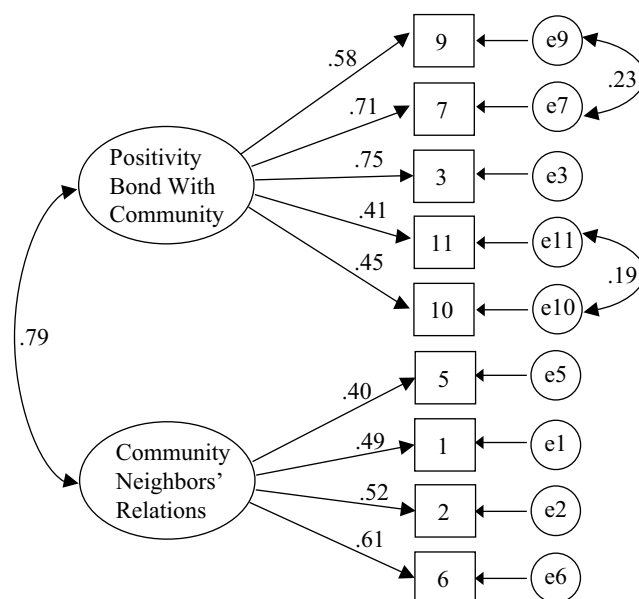 9
e9
.58
.23
.71
7
e7
Positivity
Bond With
Community
.75
3
e3
.41
11
e11
.45
.19
10
e10
.79
5
e5
.40
Community
Neighbors’
Relations
.49
1
e1
.52
2
e2
.61
6
e6